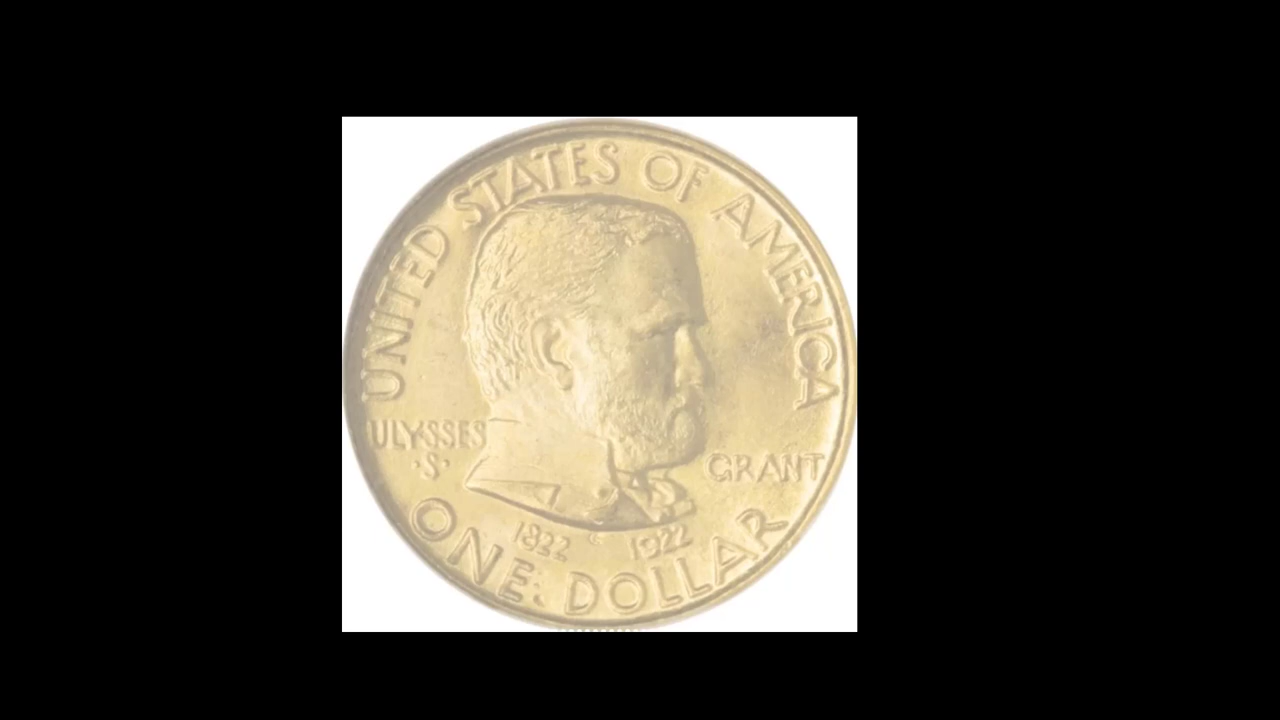 UNITED STATES OF AMERICA
ULYSSES
·S·
GRANT
1822 G 1922
ONE : DOLLAR